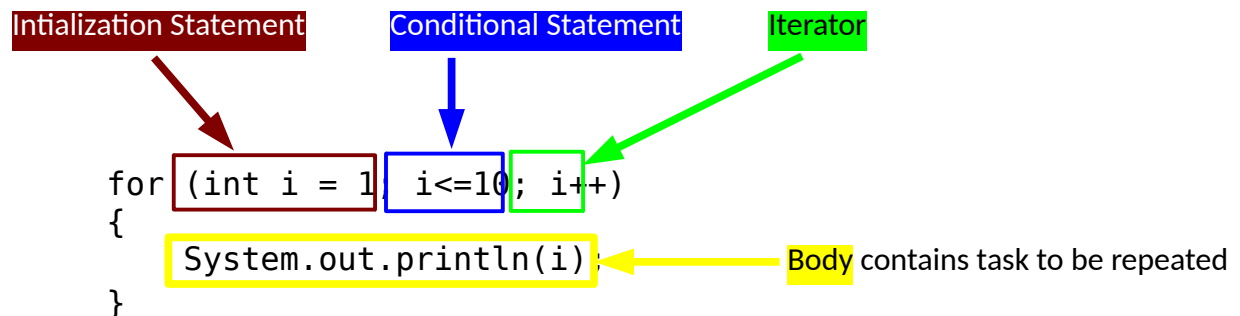 Intialization Statement Conditional Statement Iterator
for (int i = 1; i<=10; i++)
{
System.out.println(i); Body contains task to be repeated
}